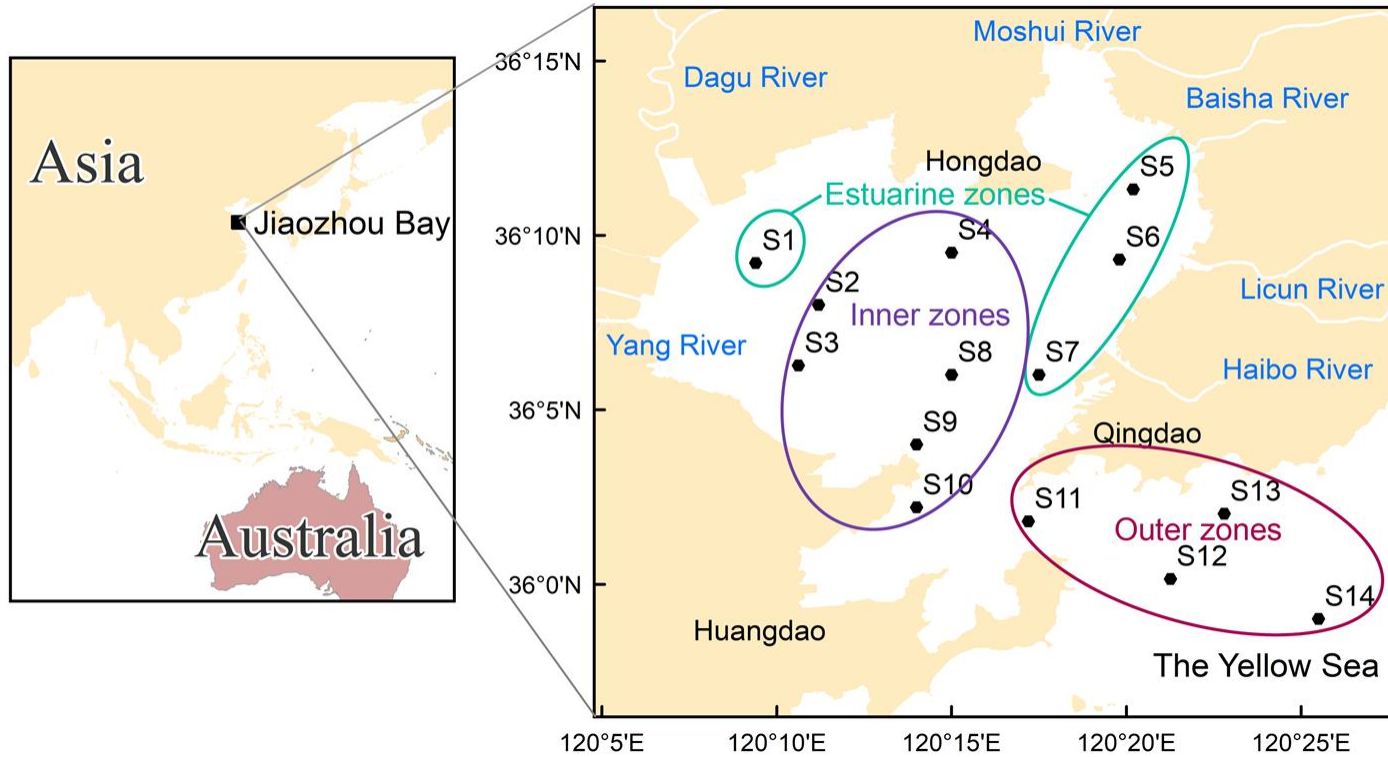 Asia
Jiaozhou Bay
Australia
36°15'N
36°10'N
36°5'N
36°0'N
Moshui River
Dagu River
Baisha River
Hongdao
S5
Estuarine zones
S1
S4
S6
S2
Licun River
Inner zones
Yang River
S3
S8
S7
Haibo River
S9
Qingdao
S10
S11
S13
Outer zones
S12
S14
Huangdao
The Yellow Sea
120°5'E
120°10'E
120°15'E
120°20'E
120°25'E